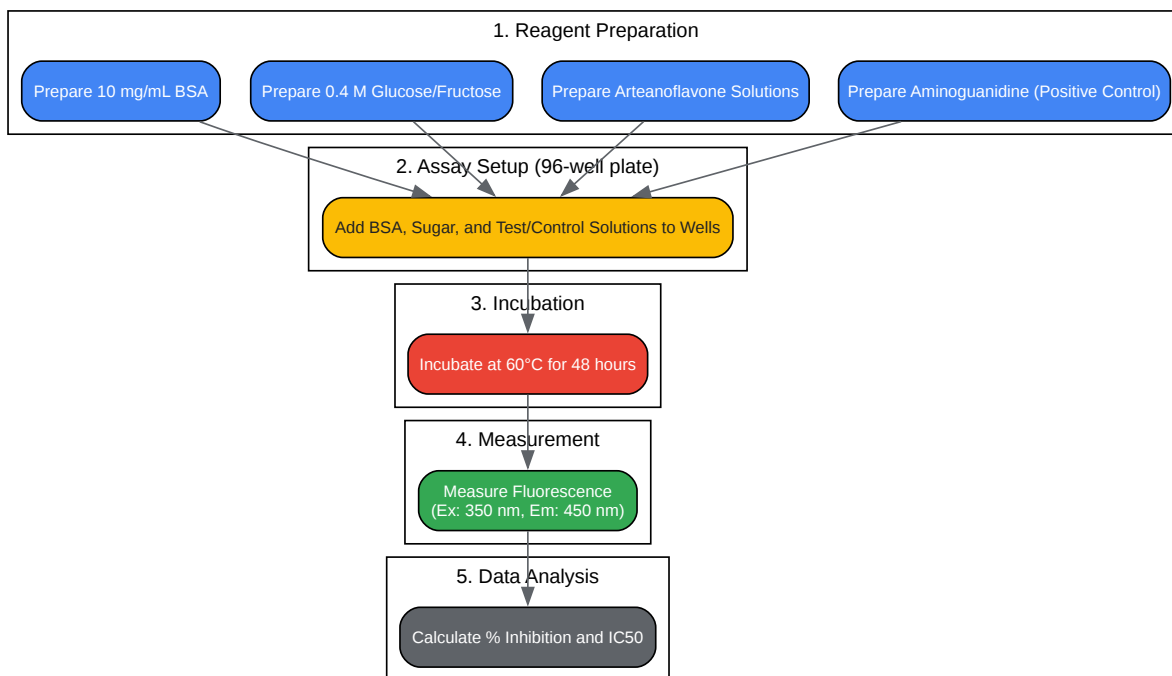 1. Reagent Preparation
Prepare 10 mg/mL BSA
Prepare 0.4 M Glucose/Fructose
Prepare Arteanoflavone Solutions
Prepare Aminoguanidine (Positive Control)
2. Assay Setup (96-well plate)
Add BSA, Sugar, and Test/Control Solutions to Wells
3. Incubation
Incubate at 60°C for 48 hours
4. Measurement
Measure Fluorescence
(Ex: 350 nm, Em: 450 nm)
5. Data Analysis
Calculate % Inhibition and IC50